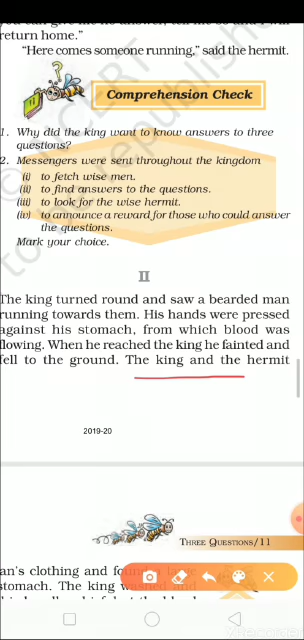 return home."
"Here comes someone running," said the hermit.
?
Comprehension Check
1. Why did the king want to know answers to three
questions?
2. Messengers were sent throughout the kingdom
(i) to fetch wise men.
(ii) to find answers to the questions.
(iii) to look for the wise hermit.
(iv) to announce a reward for those who could answer
the questions.
Mark your choice.
II
The king turned round and saw a bearded man
running towards them. His hands were pressed
against his stomach, from which blood was
flowing. When he reached the king he fainted and
fell to the ground. The king and the hermit
2019-20
THREE QUESTIONS/11
an's clothing and
stomach. The king washed and